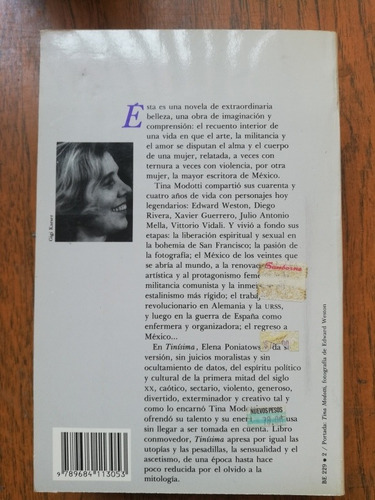 Esta es una novela de extraordinaria
belleza, una obra de imaginación y
comprensión: el recuento interior de
una vida en que el arte, la militancia y
el amor se disputan el alma y el cuerpo
de una mujer, relatada, a veces con
ternura a veces con violencia, por otra
mujer, la mayor escritora de México.
Tina Modotti compartió sus cuarenta y
cuatro años de vida con personajes hoy
legendarios: Edward Weston, Diego
Rivera, Xavier Guerrero, Julio Antonio
Mella, Vittorio Vidali. Y vivió a fondo sus
etapas: la liberación espiritual y sexual en
la bohemia de San Francisco; la pasión de
la fotografía; el México de los veintes que
se abría al mundo, a la renova
artística y al protagonismo feme
militancia comunista y la inme
estalinismo más rígido; el traba
revolucionario en Alemania y la URSS,
y luego en la guerra de España como
enfermera y organizadora; el regreso a
México...
En Tinísima, Elena Poniatows da s
versión, sin juicios moralistas y sin
ocultamiento de datos, del espíritu político
y cultural de la primera mitad del siglo
XX, caótico, sectario, violento, generoso,
divertido, exterminador y creativo tal y
como lo encarnó Tina Mod
ofrendó su talento y su ene usa
sin llegar a ser tomada en cuenta. Libro
conmovedor, Tinísima apresa por igual las
utopías y las pesadillas, la sensualidad y el
ascetismo, de una época hasta hace
poco reducida por el olvido a la
mitología.
Sanborns
NUEVOS PESOS
9 789684 113053
BE 229 • 2 / Portada: Tina Modotti, fotografía de Edward Weston